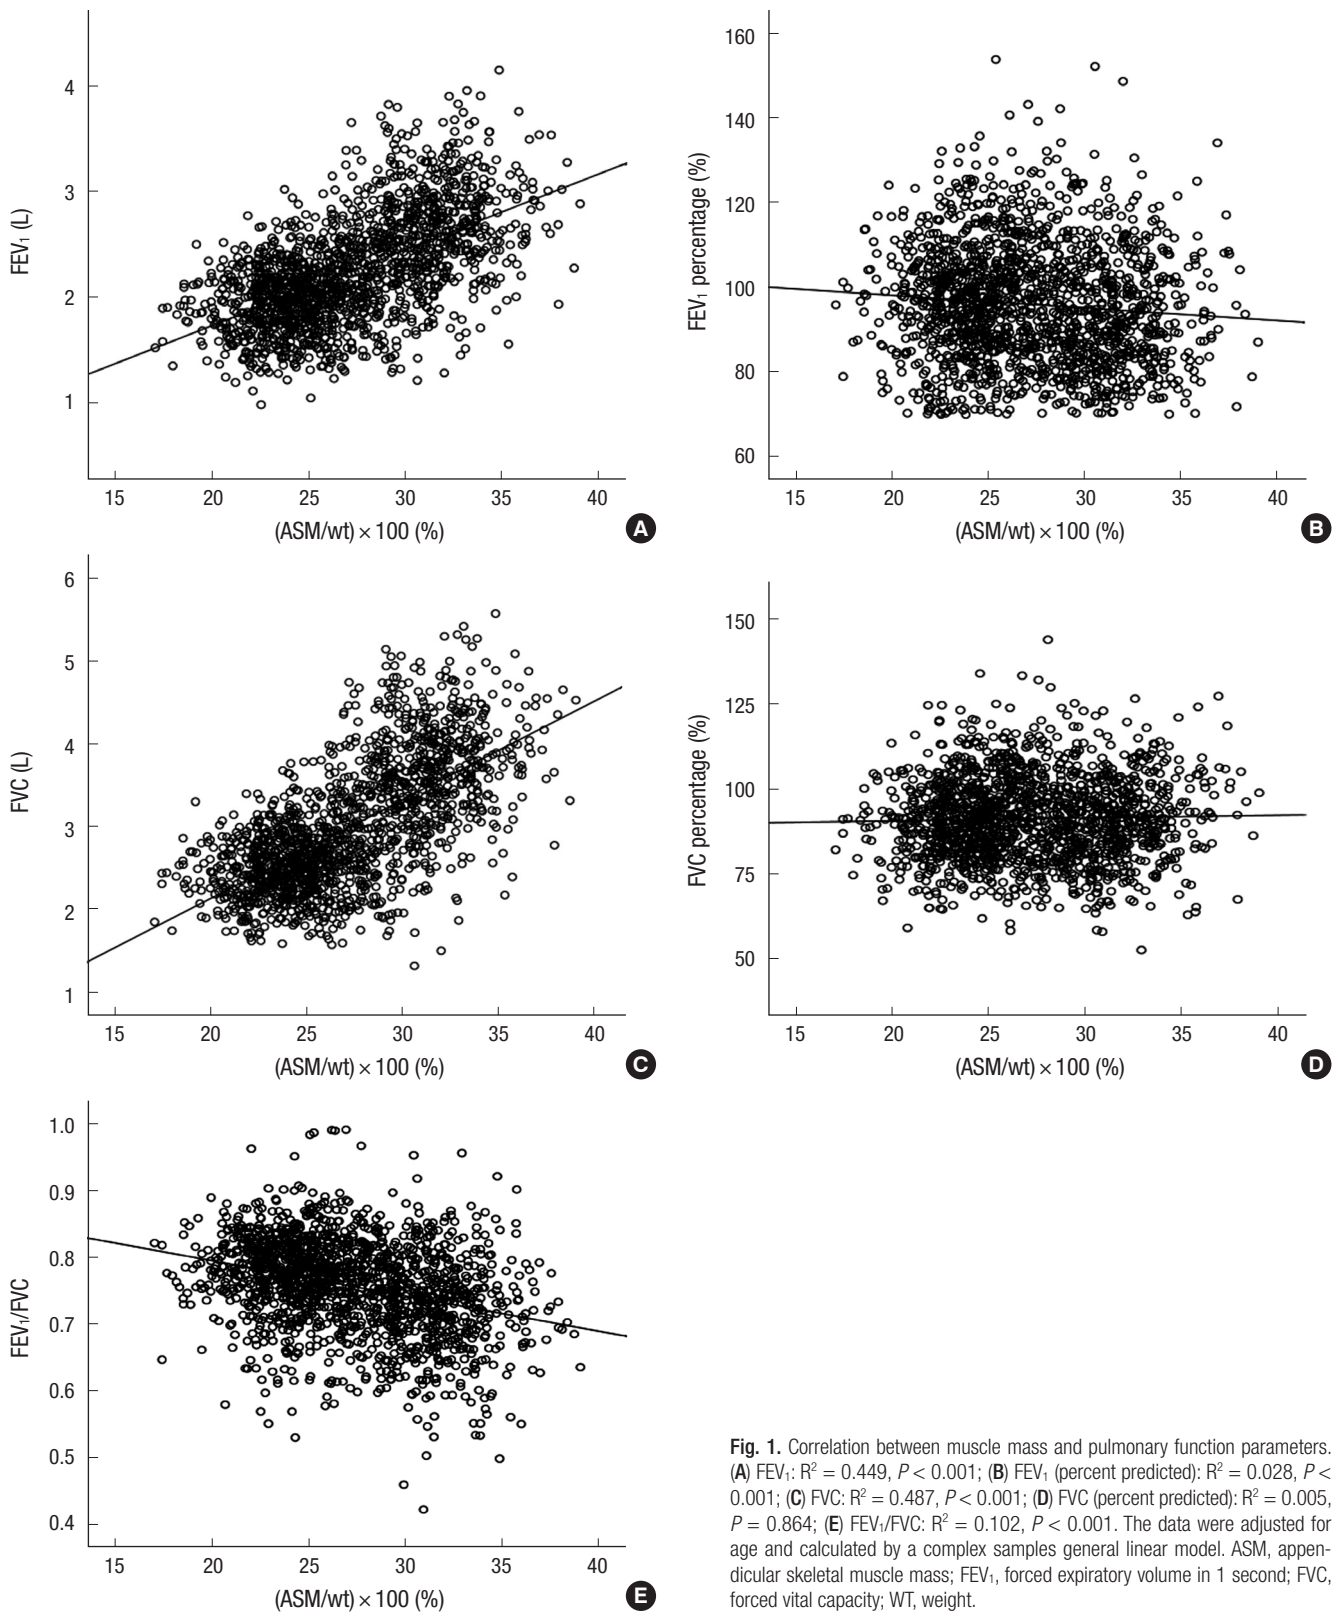 4
3
2
1
FEV₁ (L)
15 20 25 30 35 40
(ASM/wt) × 100 (%)
A
160
140
120
100
80
60
FEV₁ percentage (%)
15 20 25 30 35 40
(ASM/wt) × 100 (%)
B
6
5
4
3
2
1
FVC (L)
15 20 25 30 35 40
(ASM/wt) × 100 (%)
C
150
125
100
75
50
FVC percentage (%)
15 20 25 30 35 40
(ASM/wt) × 100 (%)
D
1.0
0.9
0.8
0.7
0.6
0.5
0.4
FEV₁/FVC
15 20 25 30 35 40
(ASM/wt) × 100 (%)
E
Fig. 1. Correlation between muscle mass and pulmonary function parameters.
(A) FEV₁: R² = 0.449, P < 0.001; (B) FEV₁ (percent predicted): R² = 0.028, P <
0.001; (C) FVC: R² = 0.487, P < 0.001; (D) FVC (percent predicted): R² = 0.005,
P = 0.864; (E) FEV₁/FVC: R² = 0.102, P < 0.001. The data were adjusted for
age and calculated by a complex samples general linear model. ASM, appen-
dicular skeletal muscle mass; FEV₁, forced expiratory volume in 1 second; FVC,
forced vital capacity; WT, weight.